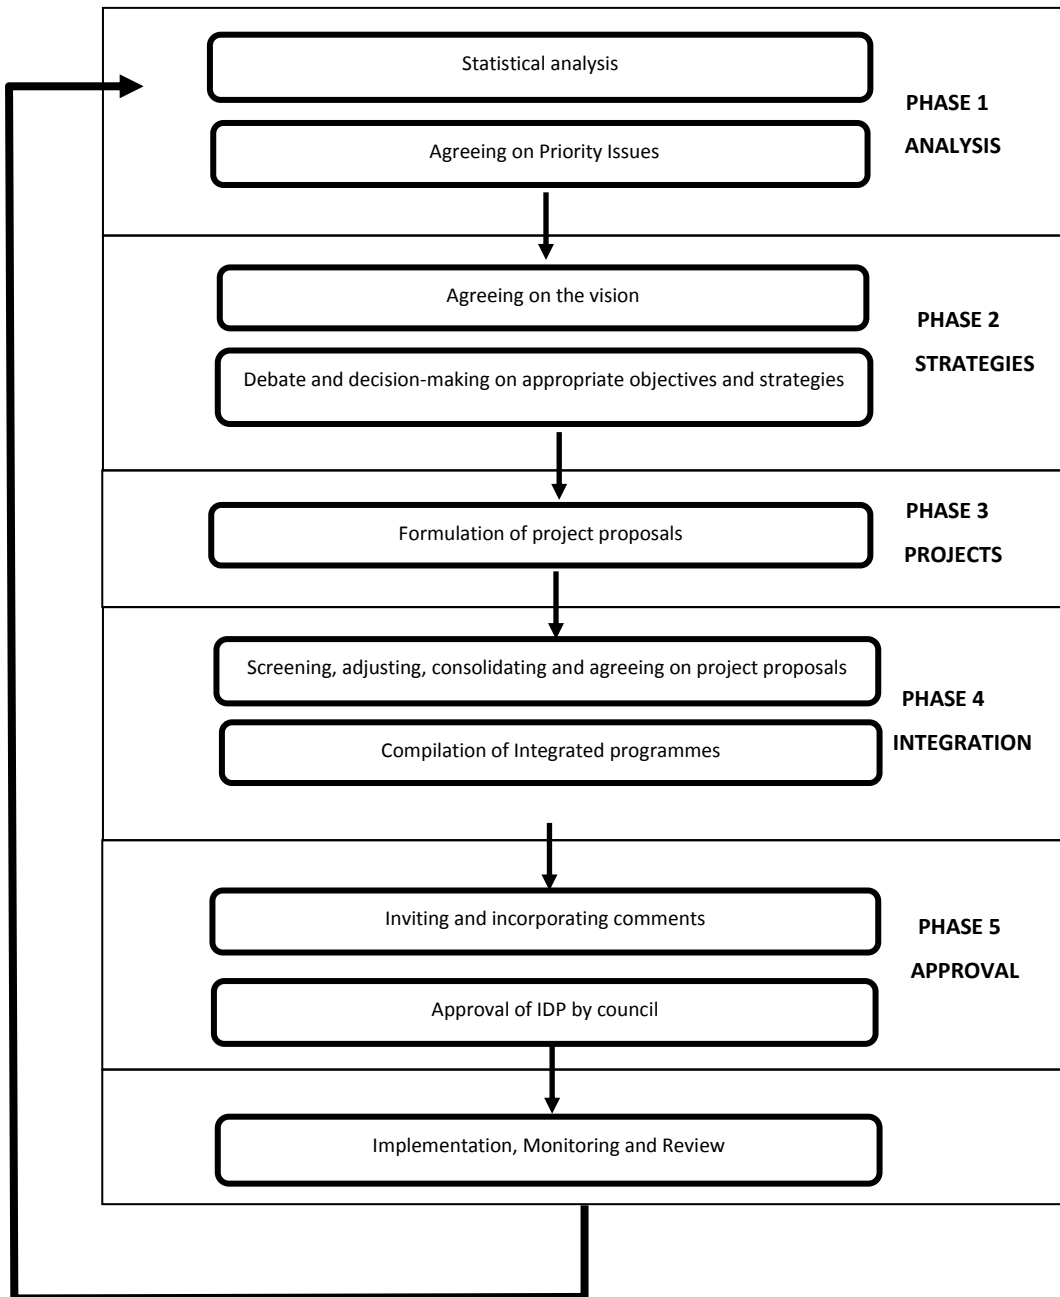 Statistical analysis
PHASE 1
ANALYSIS
Agreeing on Priority Issues
Agreeing on the vision
PHASE 2
STRATEGIES
Debate and decision-making on appropriate objectives and strategies
PHASE 3
PROJECTS
Formulation of project proposals
Screening, adjusting, consolidating and agreeing on project proposals
PHASE 4
INTEGRATION
Compilation of Integrated programmes
Inviting and incorporating comments
PHASE 5
APPROVAL
Approval of IDP by council
Implementation, Monitoring and Review